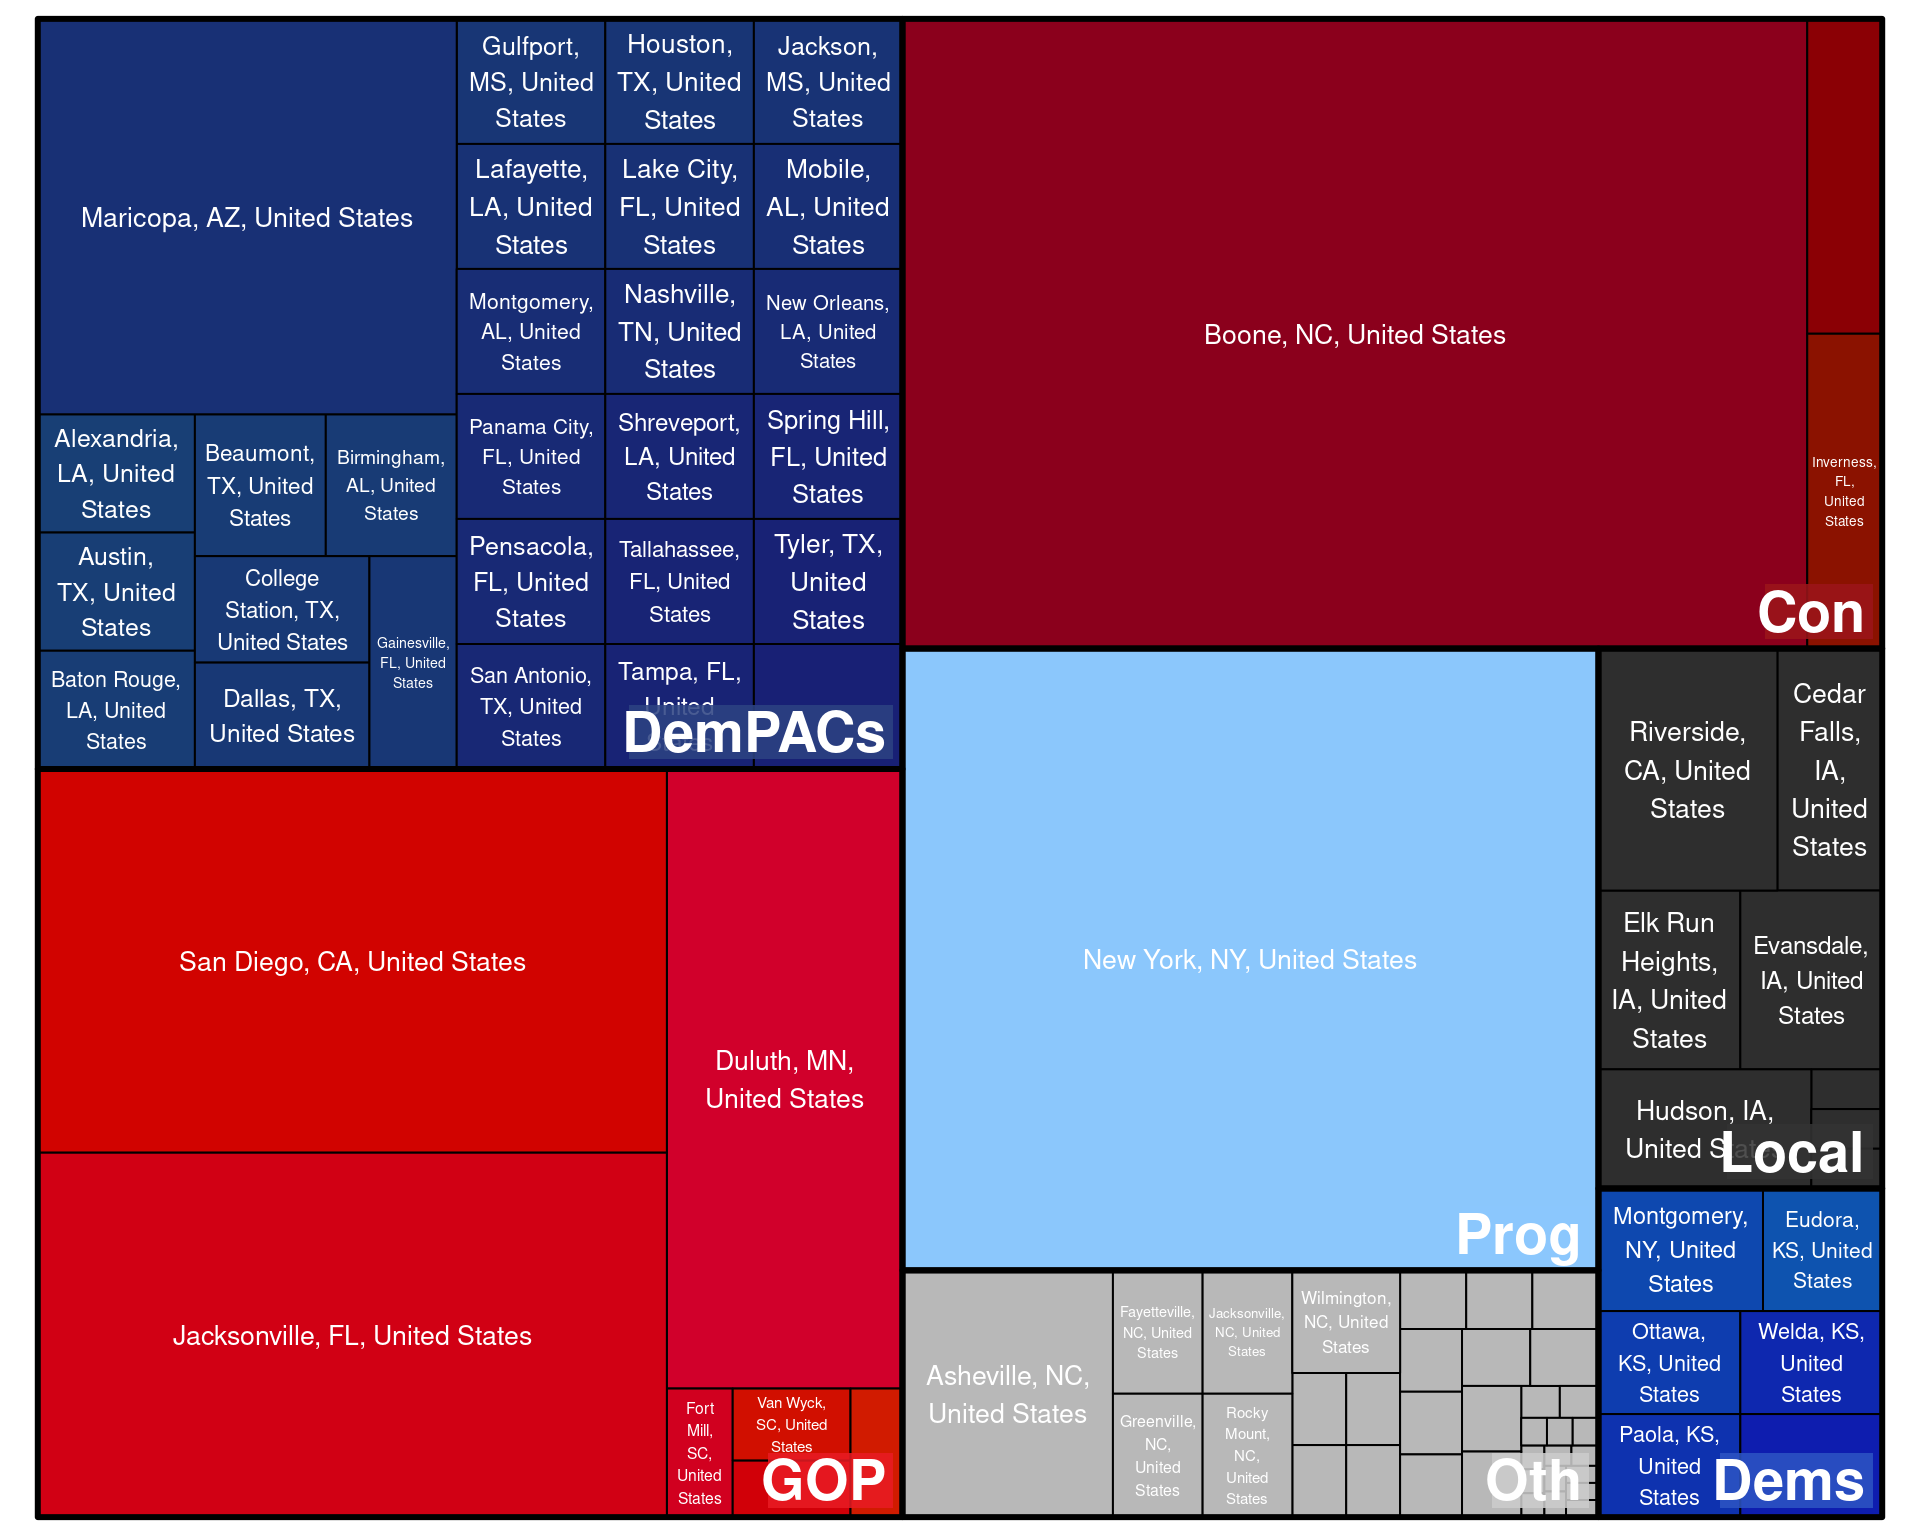 Maricopa, AZ, United States
Gulfport,
MS, United
States
Houston,
TX, United
States
Jackson,
MS, United
States
Lafayette,
LA, United
States
Lake City,
FL, United
States
Mobile,
AL, United
States
Montgomery,
AL, United
States
Nashville,
TN, United
States
New Orleans,
LA, United
States
Panama City,
FL, United
States
Shreveport,
LA, United
States
Spring Hill,
FL, United
States
Pensacola,
FL, United
States
Tallahassee,
FL, United
States
Tyler, TX,
United
States
San Antonio,
TX, United
States
Tampa, FL,
United
States
Alexandria,
LA, United
States
Beaumont,
TX, United
States
Birmingham,
AL, United
States
Austin,
TX, United
States
College
Station, TX,
United States
Gainesville,
FL, United
States
Baton Rouge,
LA, United
States
Dallas, TX,
United States
DemPACs
Boone, NC, United States
Inverness,
FL,
United
States
Con
San Diego, CA, United States
Jacksonville, FL, United States
Duluth, MN,
United States
Fort
Mill,
SC,
United
States
Van Wyck,
SC, United
States
GOP
New York, NY, United States
Prog
Riverside,
CA, United
States
Cedar
Falls,
IA,
United
States
Elk Run
Heights,
IA, United
States
Evansdale,
IA, United
States
Hudson, IA,
United States
Local
Asheville, NC,
United States
Fayetteville,
NC, United
States
Jacksonville,
NC, United
States
Wilmington,
NC, United
States
Greenville,
NC,
United
States
Rocky
Mount,
NC,
United
States
Oth
Montgomery,
NY, United
States
Eudora,
KS, United
States
Ottawa,
KS, United
States
Welda, KS,
United
States
Paola, KS,
United
States
Dems